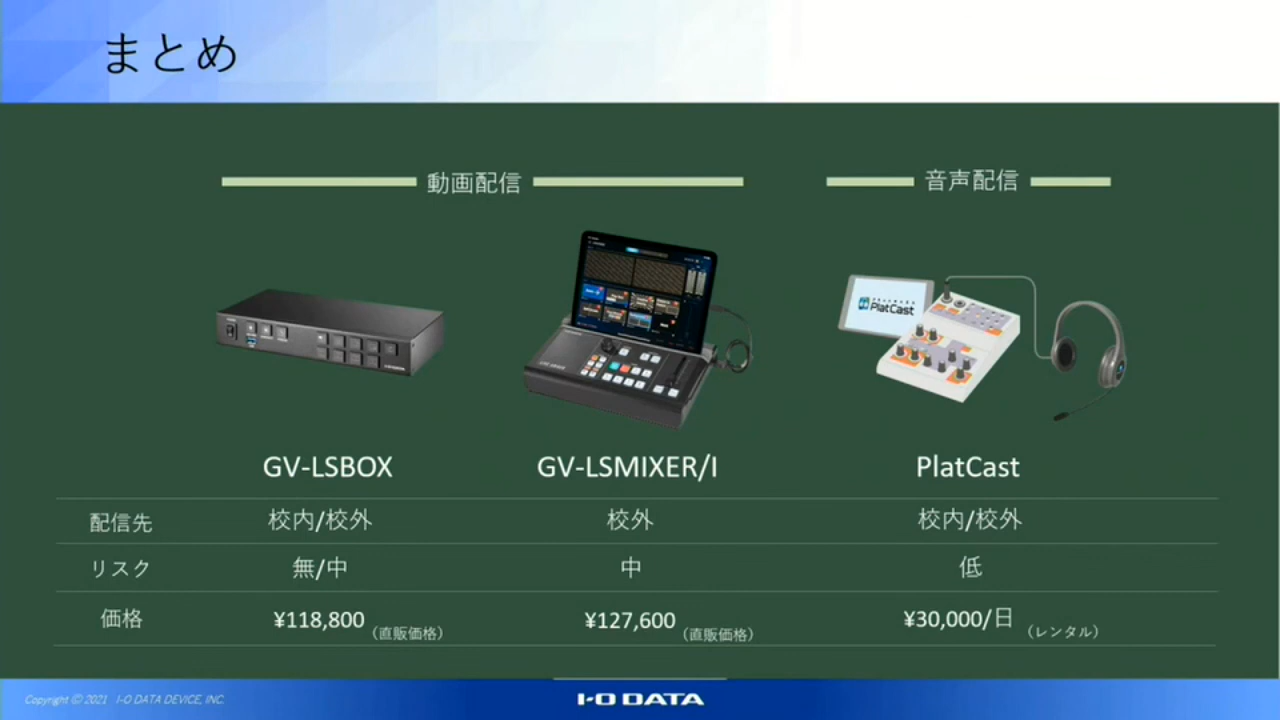 まとめ
動画配信
音声配信
PlatCast
GV-LSBOX
GV-LSMIXER/I
PlatCast
配信先
校内/校外
校外
校内/校外
リスク
無/中
中
低
価格
¥118,800 (直販価格)
¥127,600 (直販価格)
¥30,000/日 (レンタル)
Copyright © 2021 I-O DATA DEVICE, INC.
I-O DATA